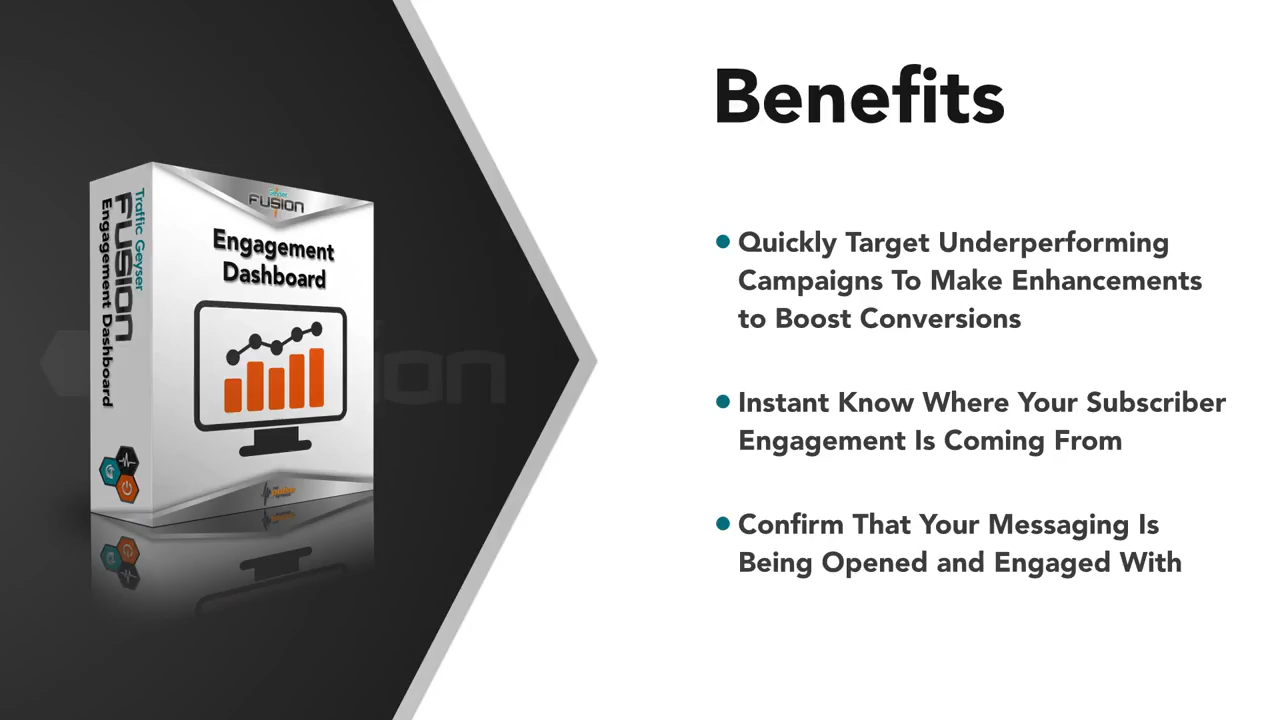 Benefits
Quickly Target Underperforming
Campaigns To Make Enhancements
to Boost Conversions
Instant Know Where Your Subscriber
Engagement Is Coming From
Confirm That Your Messaging Is
Being Opened and Engaged With
Geyser
FUSION
Engagement
Dashboard
Traffic Geyser
FUSION
Engagement Dashboard